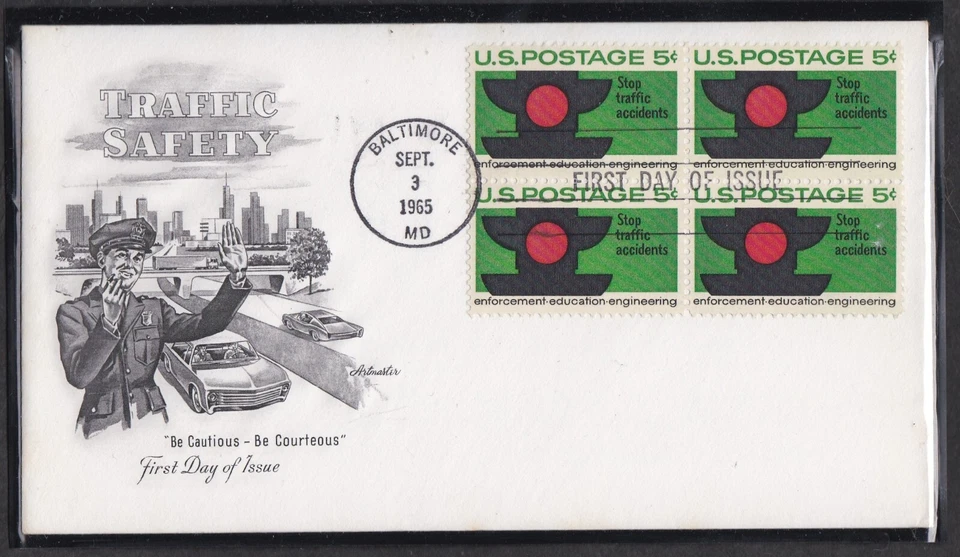 TRAFFIC
SAFETY
"Be Cautious - Be Courteous"
First Day of Issue
Artmaster
BALTIMORE
SEPT.
3
1965
MD
U.S. POSTAGE 5¢
Stop
traffic
accidents
enforcement·education·engineering
U.S. POSTAGE 5¢
Stop
traffic
accidents
enforcement·education·engineering
FIRST DAY OF ISSUE
U.S. POSTAGE 5¢
Stop
traffic
accidents
enforcement·education·engineering
U.S. POSTAGE 5¢
Stop
traffic
accidents
enforcement·education·engineering